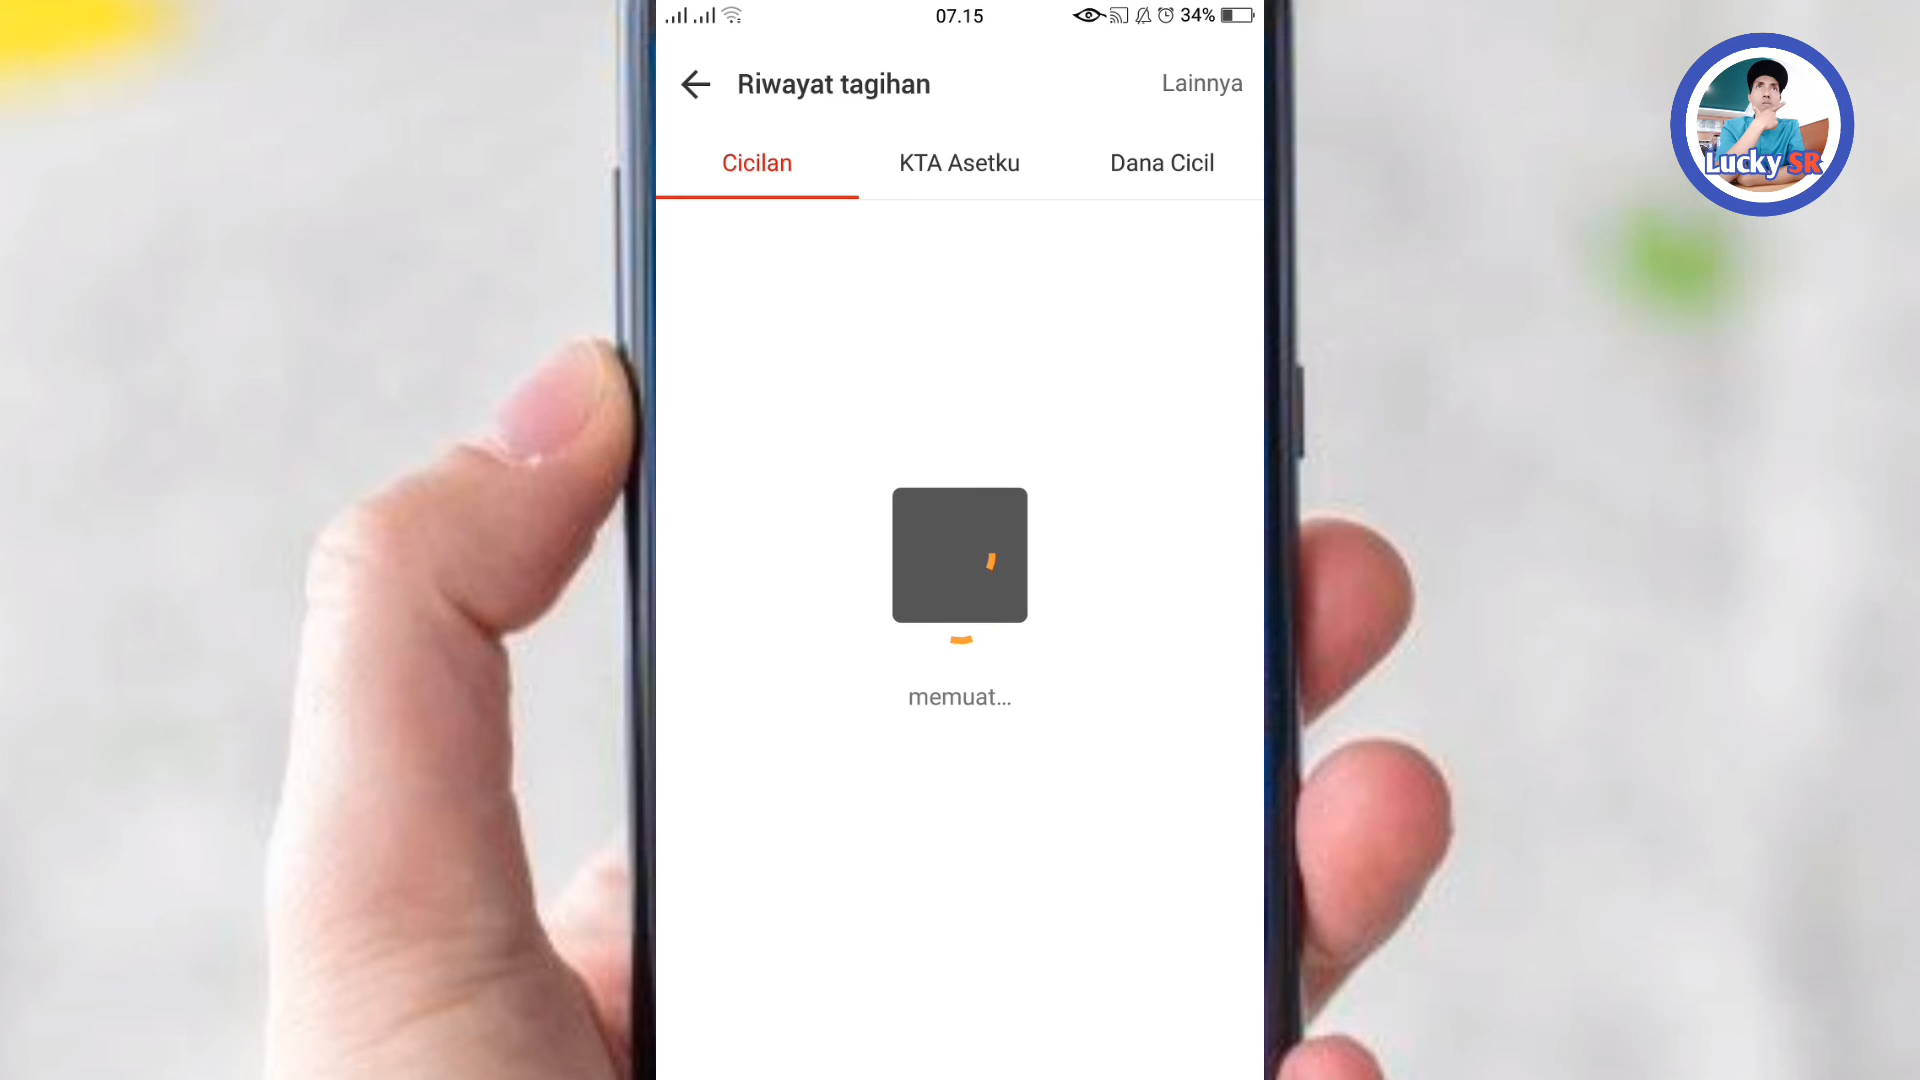 07.15
34%
Riwayat tagihan
Lainnya
Cicilan
KTA Asetku
Dana Cicil
memuat...
Lucky SR